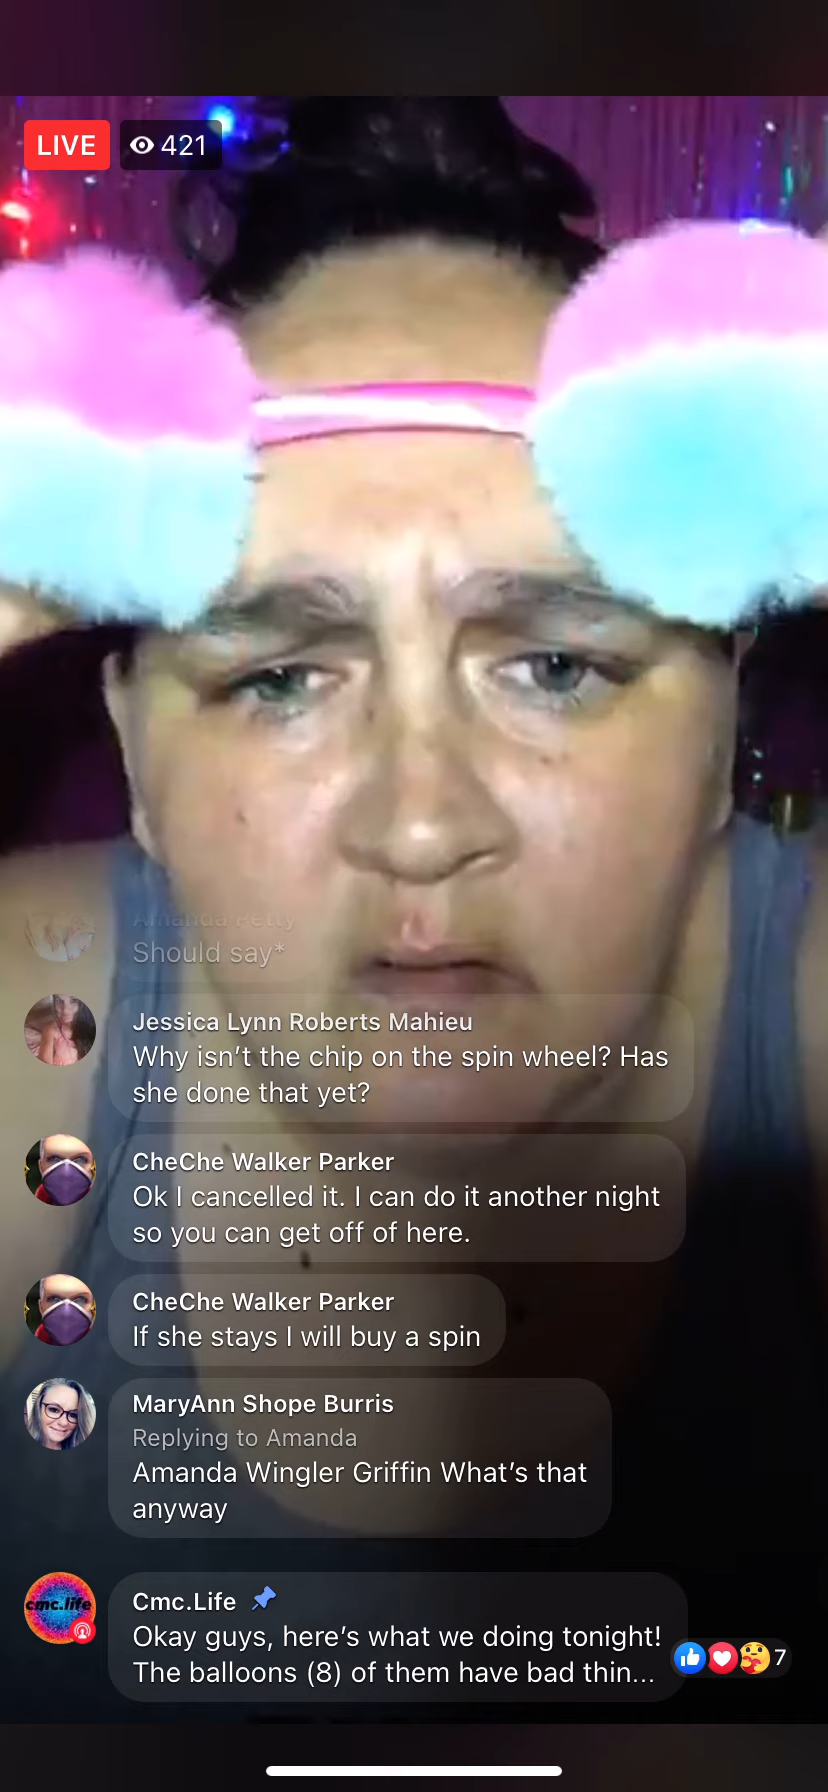 LIVE
421
Amanda Petty
Should say*
Jessica Lynn Roberts Mahieu
Why isn't the chip on the spin wheel? Has
she done that yet?
CheChe Walker Parker
Ok I cancelled it. I can do it another night
so you can get off of here.
CheChe Walker Parker
If she stays I will buy a spin
MaryAnn Shope Burris
Replying to Amanda
Amanda Wingler Griffin What's that
anyway
cmc.life
Cmc.Life
Okay guys, here's what we doing tonight!
The balloons (8) of them have bad thin...
7